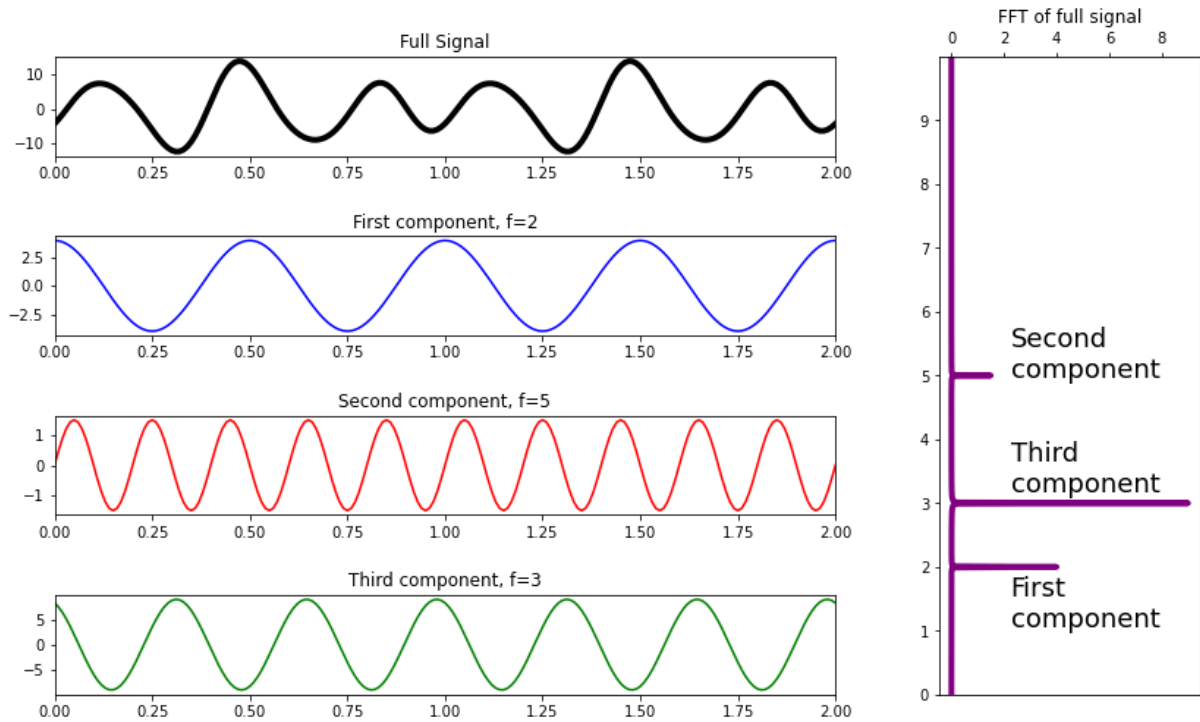 Full Signal
10
0
−10
0.00 0.25 0.50 0.75 1.00 1.25 1.50 1.75 2.00
First component, f=2
2.5
0.0
−2.5
0.00 0.25 0.50 0.75 1.00 1.25 1.50 1.75 2.00
Second component, f=5
1
0
−1
0.00 0.25 0.50 0.75 1.00 1.25 1.50 1.75 2.00
Third component, f=3
5
0
−5
0.00 0.25 0.50 0.75 1.00 1.25 1.50 1.75 2.00
FFT of full signal
0 2 4 6 8
9
8
7
6
Second
component
5
4
Third
component
3
2
First
component
1
0